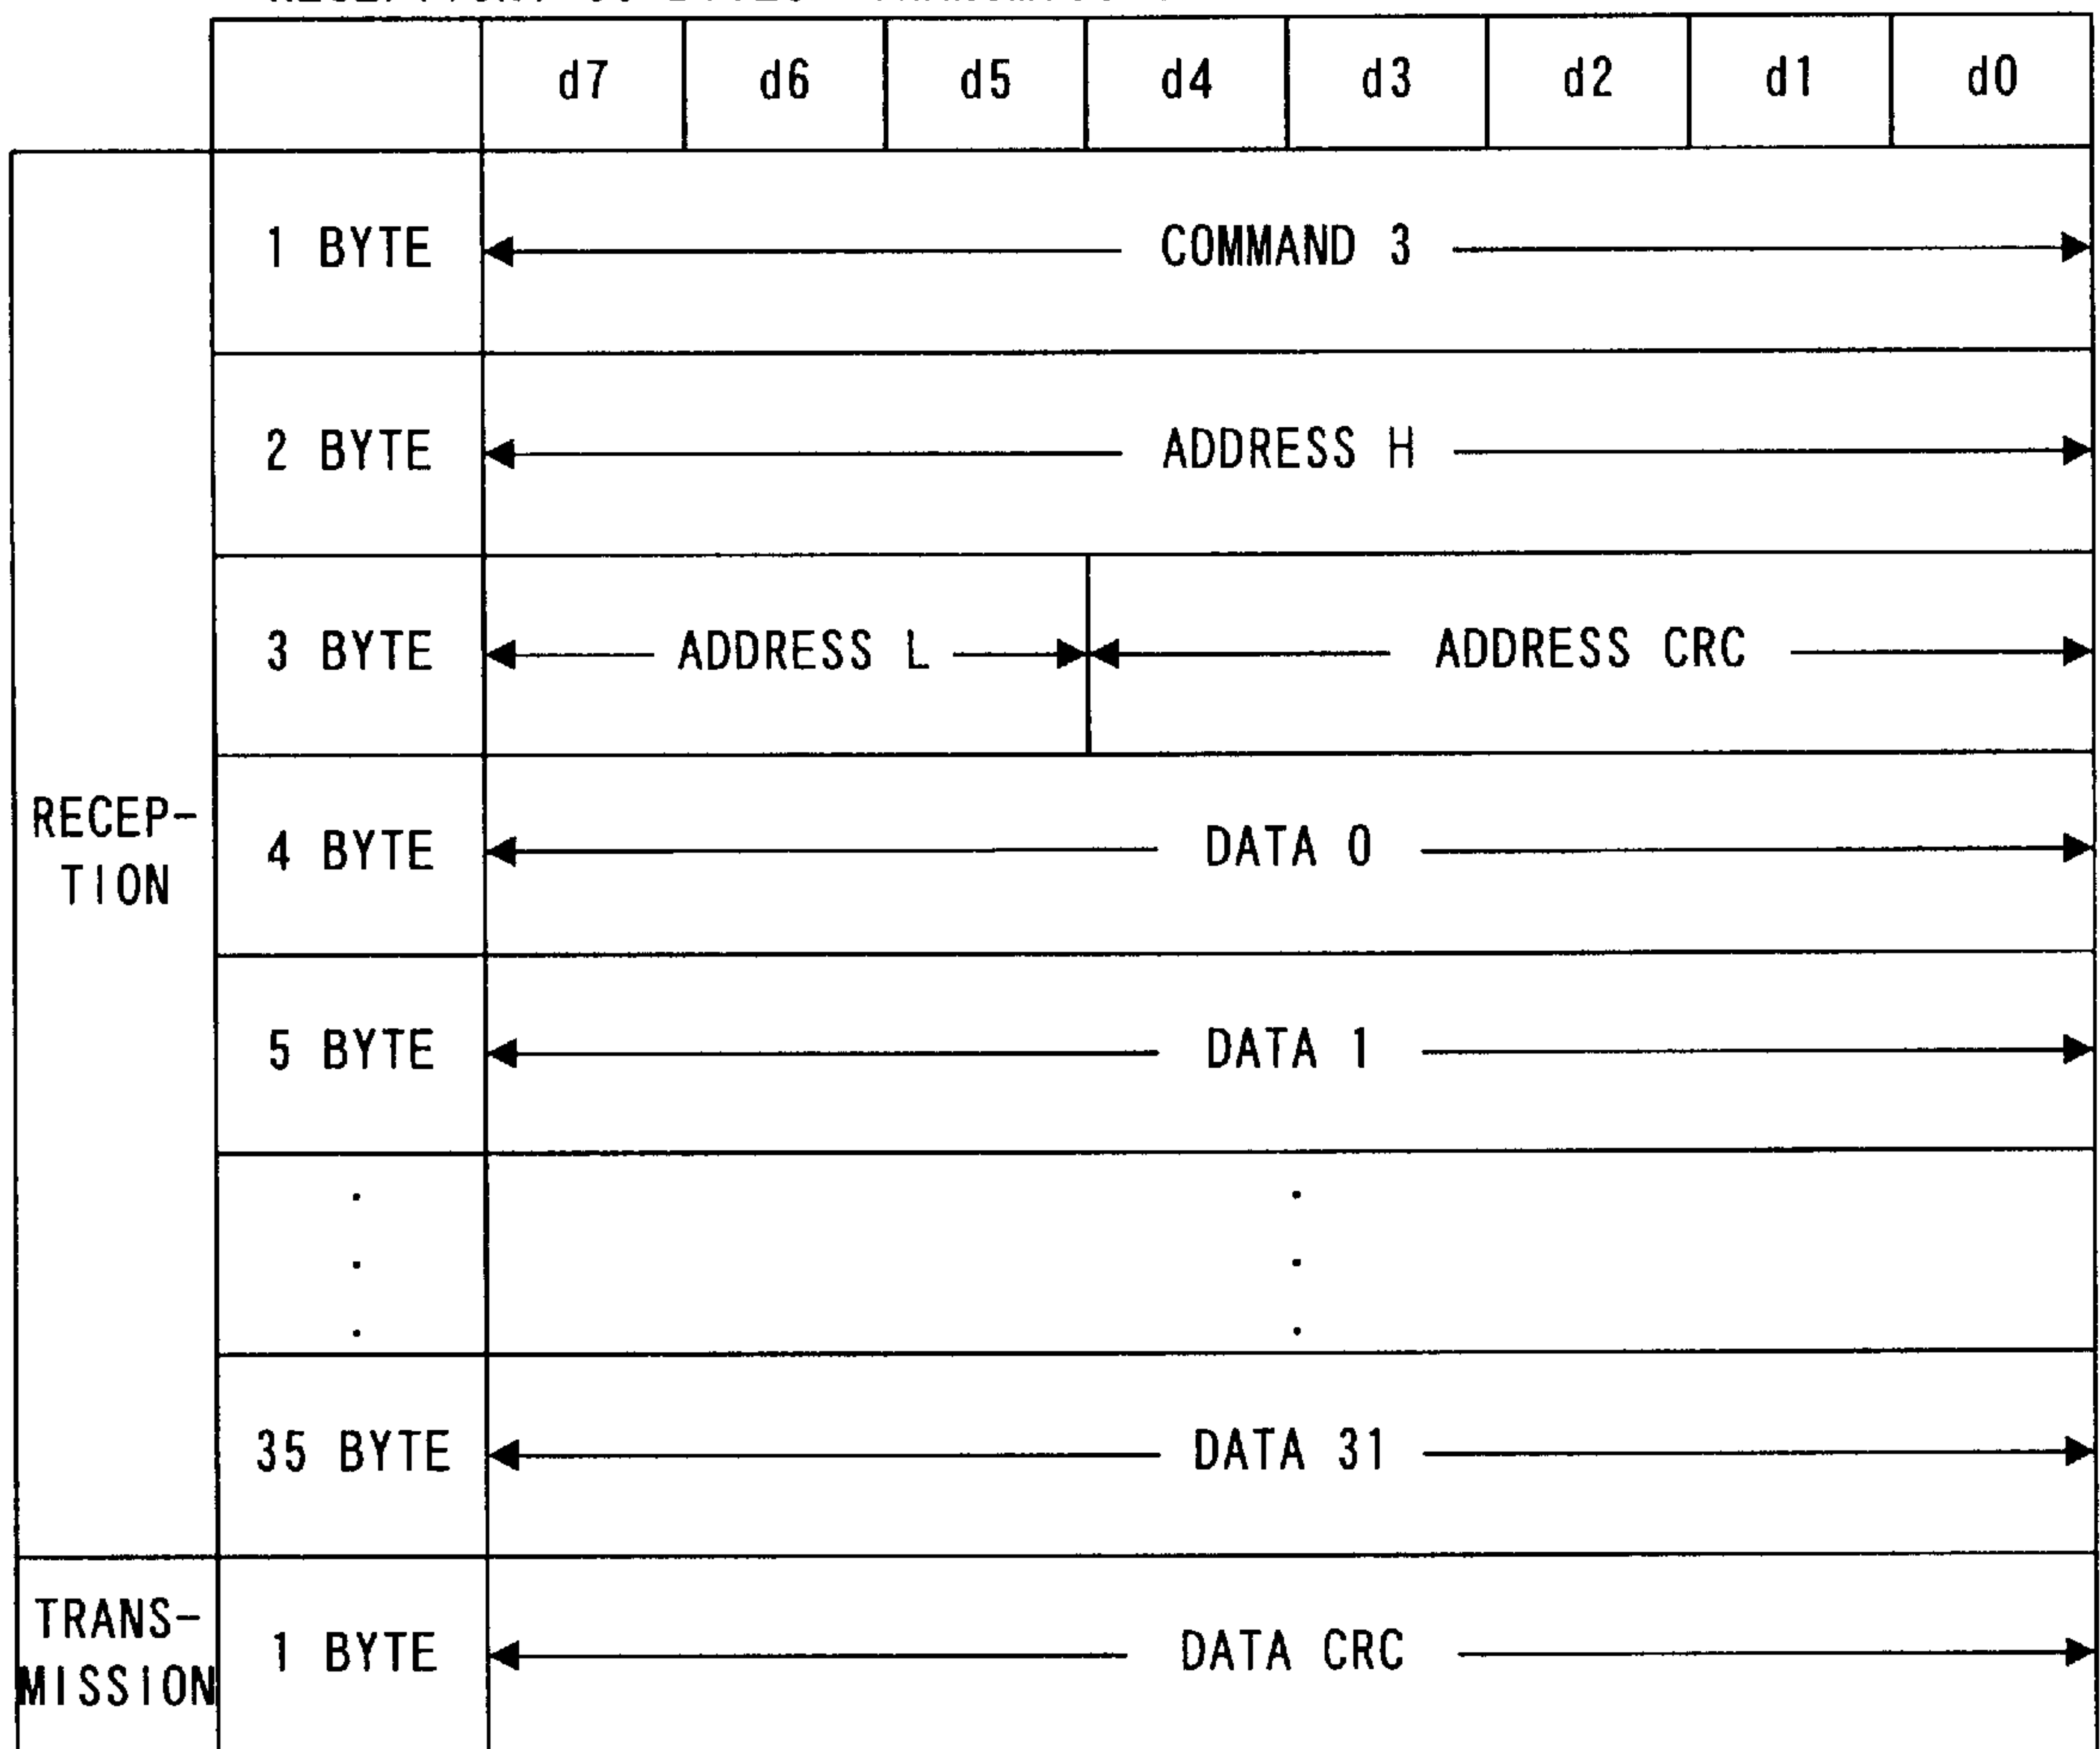 d7 d6 d5 d4 d3 d2 d1 d0
1 BYTE COMMAND 3
2 BYTE ADDRESS H
3 BYTE ADDRESS L ADDRESS CRC
RECEP-
TION
4 BYTE DATA 0
5 BYTE DATA 1
. .
. .
. .
35 BYTE DATA 31
TRANS-
MISSION
1 BYTE DATA CRC